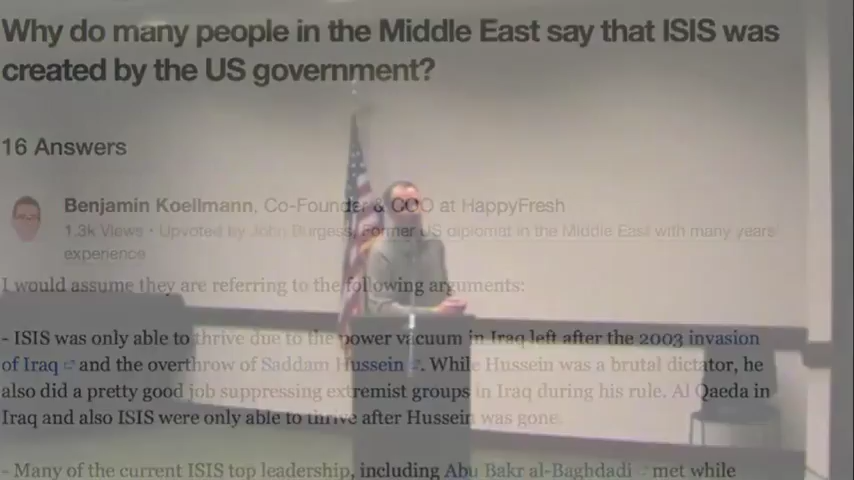 Why do many people in the Middle East say that ISIS was
created by the US government?
16 Answers
Benjamin Koellmann, Co-Founder & COO at HappyFresh
1.3k Views • Upvoted by John Burgess, Former US diplomat in the Middle East with many years
experience
I would assume they are referring to the following arguments:
- ISIS was only able to thrive due to the power vacuum in Iraq left after the 2003 invasion
of Iraq and the overthrow of Saddam Hussein . While Hussein was a brutal dictator, he
also did a pretty good job suppressing extremist groups in Iraq during his rule. Al Qaeda in
Iraq and also ISIS were only able to thrive after Hussein was gone.
- Many of the current ISIS top leadership, including Abu Bakr al-Baghdadi met while